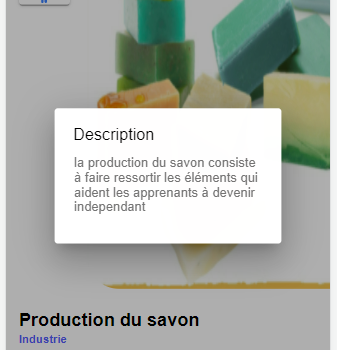 Description
la production du savon consiste
à faire ressortir les éléments qui
aident les apprenants à devenir
independant
Production du savon
Industrie